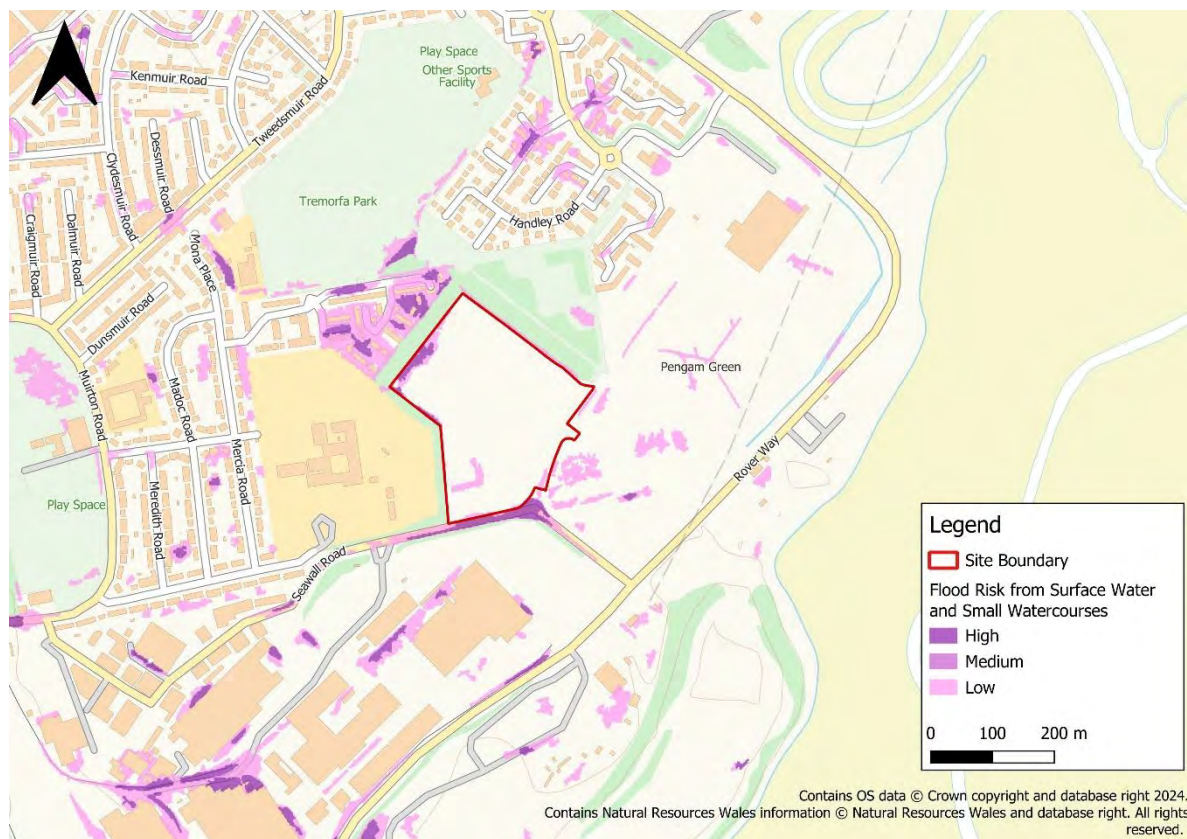 Play Space
Other Sports
Facility
Kenmuir Road
Tweedsmuir Road
Dessmuir Road
Clydesmuir Road
Tremorfa Park
Handley Road
Craigmuir Road
Dalmuir Road
Mona Place
Dunsmuir Road
Pengam Green
Muirton Road
Madoc Road
Mercia Road
Meredith Road
Rover Way
Play Space
Seawall Road
Legend
Site Boundary
Flood Risk from Surface Water
and Small Watercourses
High
Medium
Low
0 100 200 m
Contains OS data © Crown copyright and database right 2024.
Contains Natural Resources Wales information © Natural Resources Wales and database right. All rights
reserved.